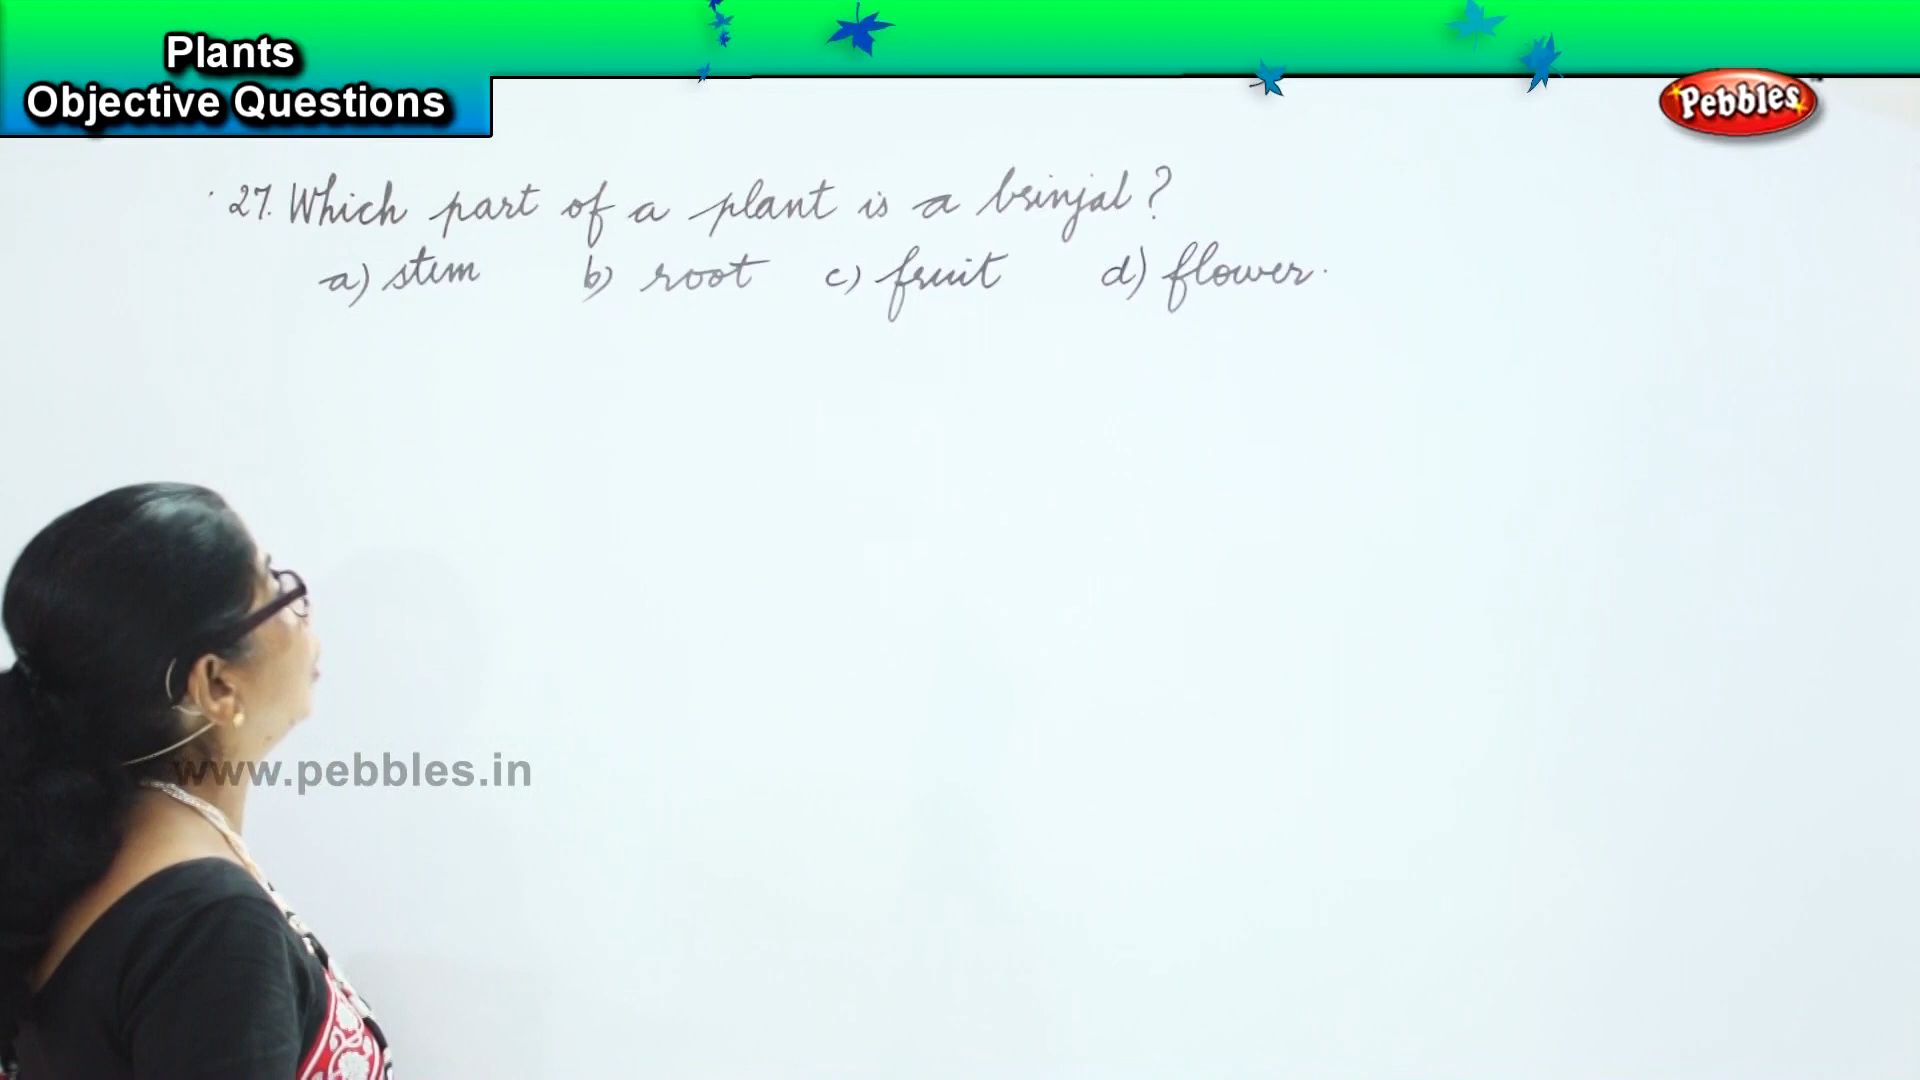 Plants
Objective Questions
Pebbles
27. Which part of a plant is a brinjal?
a) stem b) root c) fruit d) flower.
www.pebbles.in